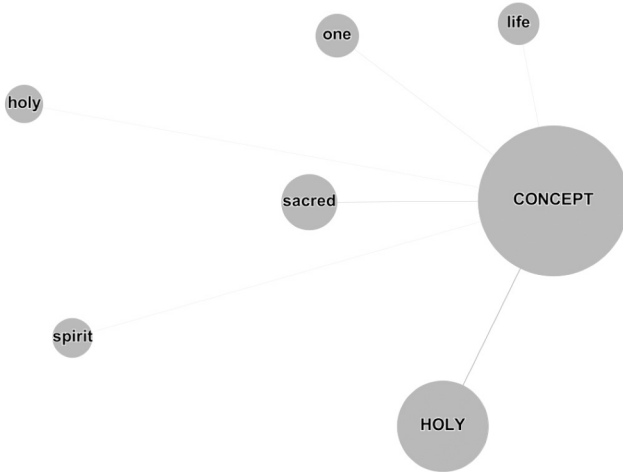 life
one
holy
sacred
CONCEPT
spirit
HOLY